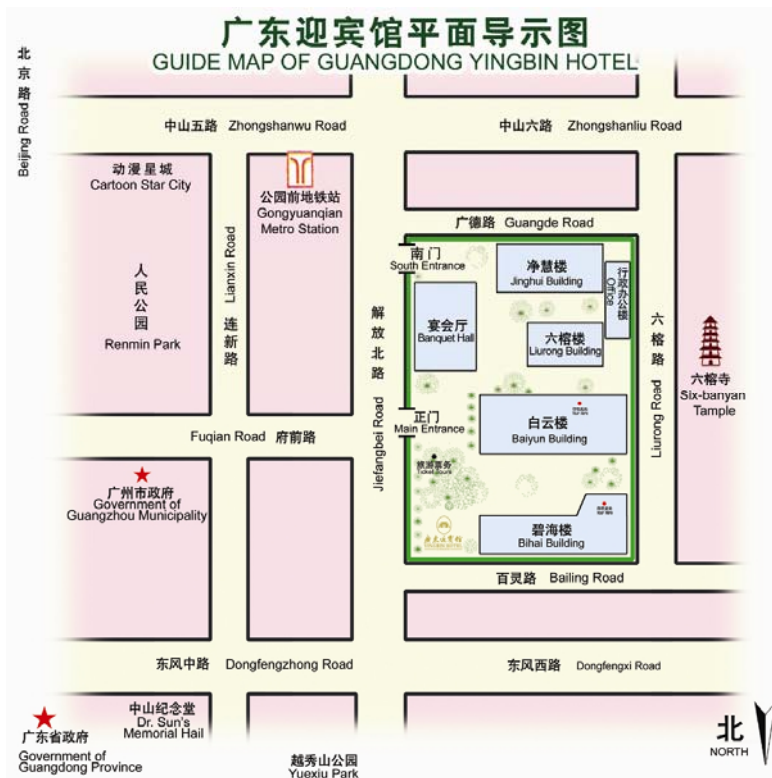 广东迎宾馆平面导示图
GUIDE MAP OF GUANGDONG YINGBIN HOTEL
北京路
Beijing Road
中山五路 Zhongshanwu Road
中山六路 Zhongshanliu Road
动漫星城
Cartoon Star City
公园前地铁站
Gongyuanqian
Metro Station
广德路 Guangde Road
人民公园
Renmin Park
Lianxin Road
连新路
南门
South Entrance
净慧楼
Jinghui Building
行政办公楼
Office
宴会厅
Banquet Hall
六榕楼
Liurong Building
解放北路
Jiefangbei Road
六榕路
Liurong Road
六榕寺
Six-banyan
Tample
正门
Main Entrance
白云楼
Baiyun Building
Fuqian Road 府前路
旅游票务
Ticket Tours
广州市政府
Government of
Guangzhou Municipality
碧海楼
Bihai Building
YINGBIN HOTEL
百灵路 Bailing Road
东风中路 Dongfengzhong Road
东风西路 Dongfengxi Road
中山纪念堂
Dr. Sun's
Memorial Hail
广东省政府
Government of
Guangdong Province
越秀山公园
Yuexiu Park
北
NORTH